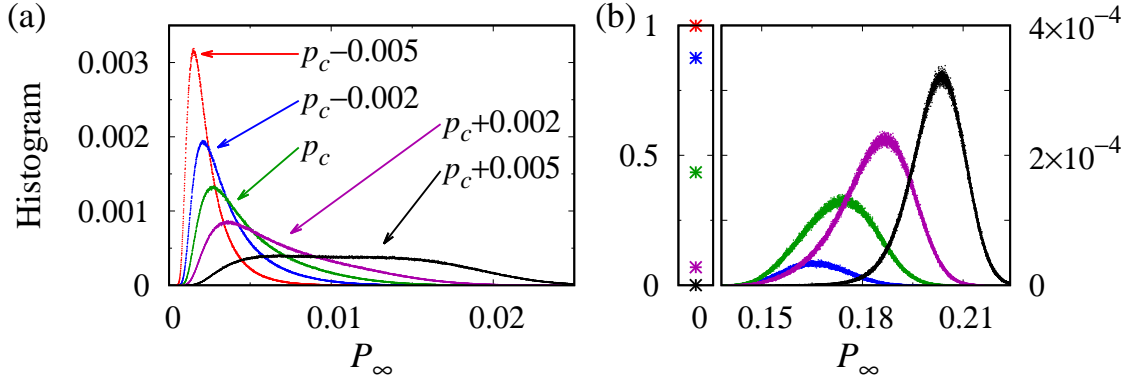 (a)
Histogram
0.003
0.002
0.001
0
p_c−0.005
p_c−0.002
p_c
p_c+0.002
p_c+0.005
0
0.01
0.02
P_∞
(b)
1
0.5
0
0
0.15
0.18
0.21
4×10⁻⁴
2×10⁻⁴
0
P_∞